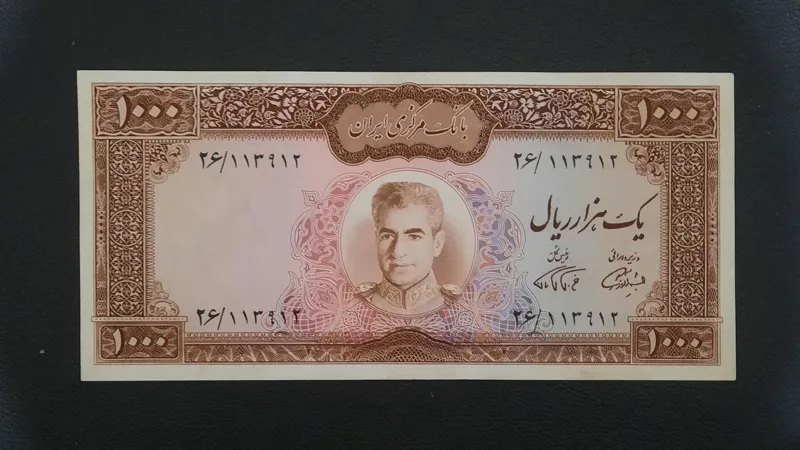 ۱۰۰۰
بانک مرکزی ایران
۱۰۰۰
۲۶/۱۱۳۹۱۲
۲۶/۱۱۳۹۱۲
یک هزار ریال
وزیر دارائی
رئیس کل
۲۶/۱۱۳۹۱۲
۲۶/۱۱۳۹۱۲
۱۰۰۰
۱۰۰۰